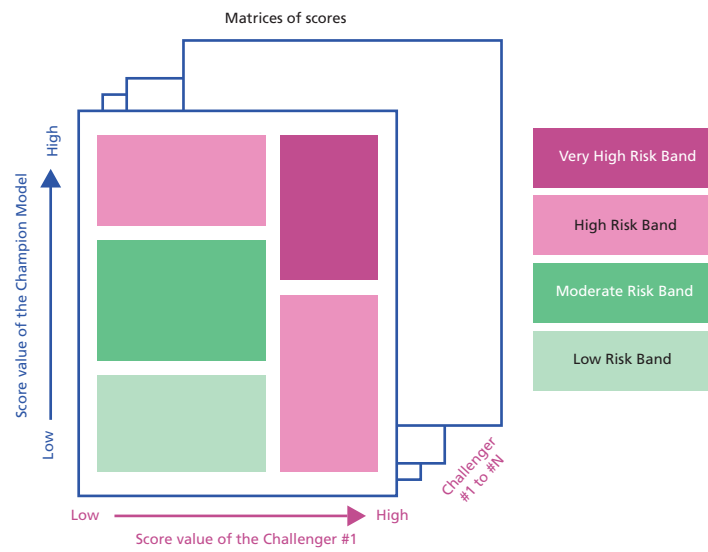 Matrices of scores
High
Score value of the Champion Model
Low
Very High Risk Band
High Risk Band
Moderate Risk Band
Low Risk Band
Challenger
#1 to #N
Low
High
Score value of the Challenger #1